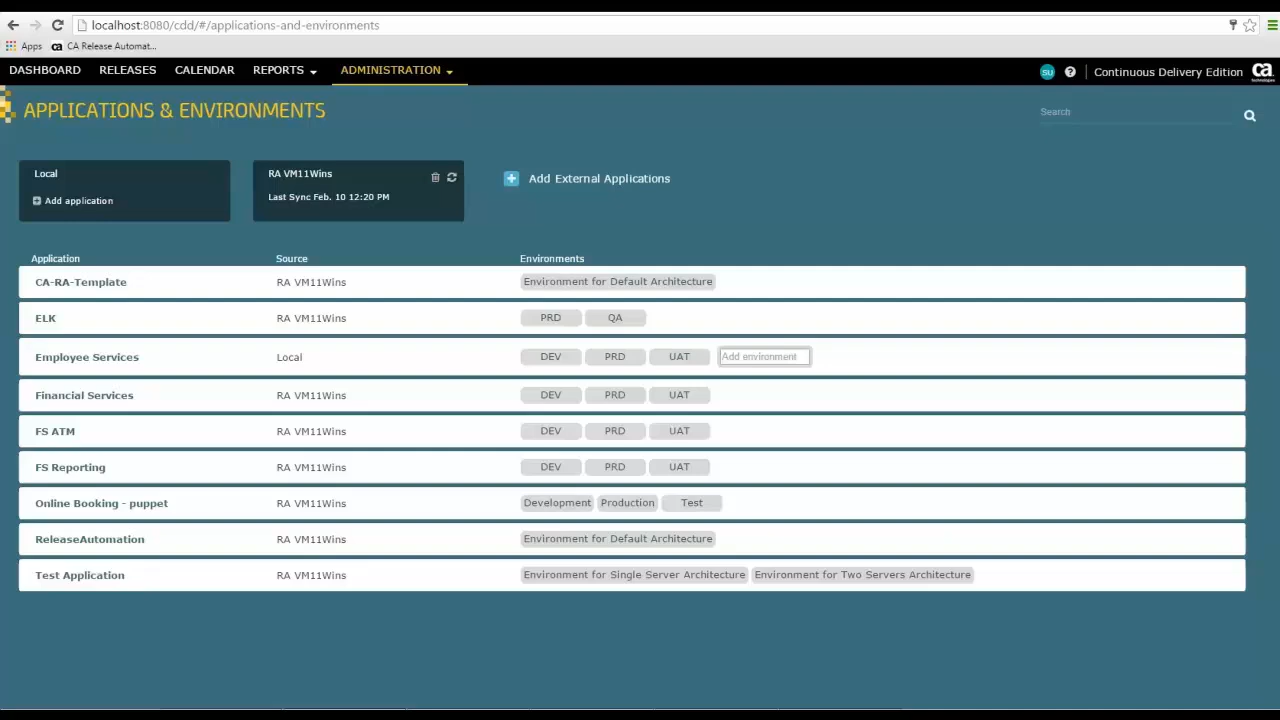 localhost:8080/cdd/#/applications-and-environments
Apps CA Release Automat...
DASHBOARD RELEASES CALENDAR REPORTS ADMINISTRATION SU ? Continuous Delivery Edition ca technologies
APPLICATIONS & ENVIRONMENTS Search
Local RA VM11Wins Add External Applications
Add application Last Sync Feb. 10 12:20 PM
Application Source Environments
CA-RA-Template RA VM11Wins Environment for Default Architecture
ELK RA VM11Wins PRD QA
Employee Services Local DEV PRD UAT Add environment
Financial Services RA VM11Wins DEV PRD UAT
FS ATM RA VM11Wins DEV PRD UAT
FS Reporting RA VM11Wins DEV PRD UAT
Online Booking - puppet RA VM11Wins Development Production Test
ReleaseAutomation RA VM11Wins Environment for Default Architecture
Test Application RA VM11Wins Environment for Single Server Architecture Environment for Two Servers Architecture